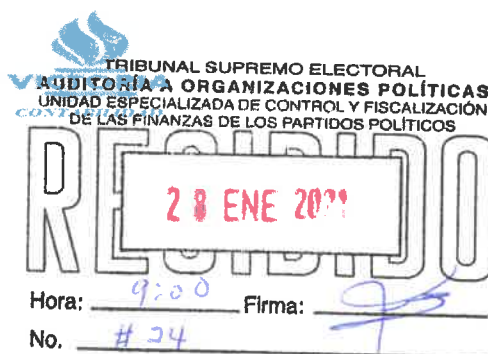 TRIBUNAL SUPREMO ELECTORAL
AUDITORÍA A ORGANIZACIONES POLÍTICAS
UNIDAD ESPECIALIZADA DE CONTROL Y FISCALIZACIÓN
DE LAS FINANZAS DE LOS PARTIDOS POLÍTICOS
RECIBIDO
28 ENE 2021
Hora: 9:00 Firma:
No. # 24